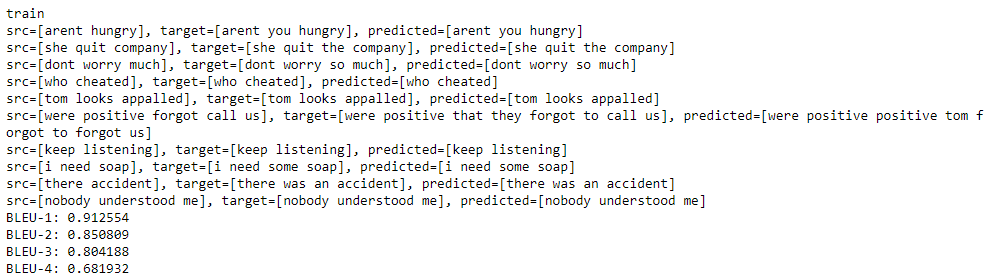 train
src=[arent hungry], target=[arent you hungry], predicted=[arent you hungry]
src=[she quit company], target=[she quit the company], predicted=[she quit the company]
src=[dont worry much], target=[dont worry so much], predicted=[dont worry so much]
src=[who cheated], target=[who cheated], predicted=[who cheated]
src=[tom looks appalled], target=[tom looks appalled], predicted=[tom looks appalled]
src=[were positive forgot call us], target=[were positive that they forgot to call us], predicted=[were positive positive tom f
orgot to forgot us]
src=[keep listening], target=[keep listening], predicted=[keep listening]
src=[i need soap], target=[i need some soap], predicted=[i need some soap]
src=[there accident], target=[there was an accident], predicted=[there was an accident]
src=[nobody understood me], target=[nobody understood me], predicted=[nobody understood me]
BLEU-1: 0.912554
BLEU-2: 0.850809
BLEU-3: 0.804188
BLEU-4: 0.681932